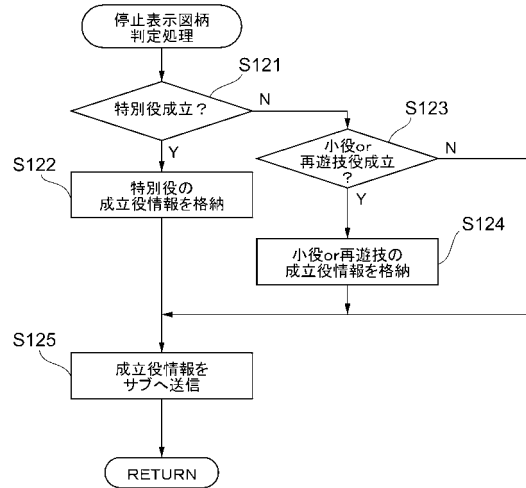 停止表示図柄
判定処理
S121
特別役成立？
N
S123
Y
小役or
再遊技役成立
？
N
S122
特別役の
成立役情報を格納
Y
S124
小役or再遊技の
成立役情報を格納
S125
成立役情報を
サブへ送信
RETURN